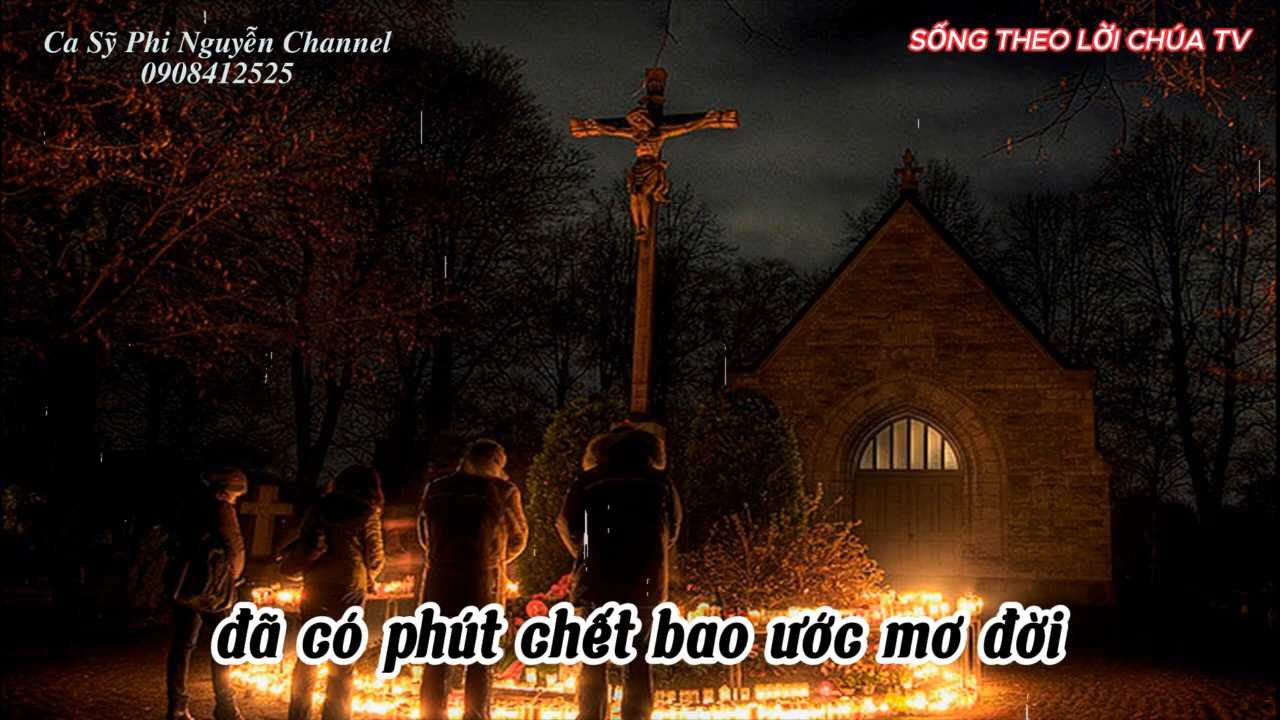 Ca Sỹ Phi Nguyễn Channel
0908412525
SỐNG THEO LỜI CHÚA TV
đã có phút chết bao ước mơ đời